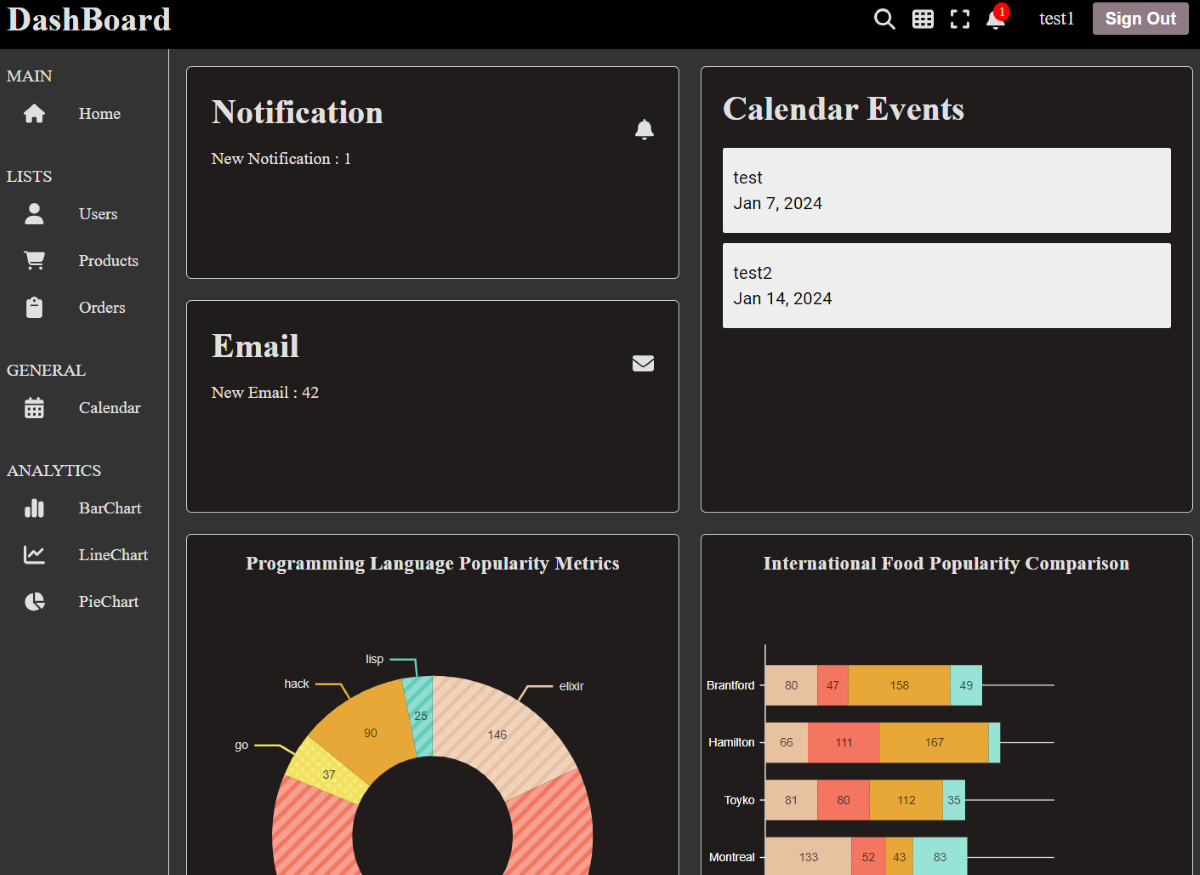 DashBoard
1
test1
Sign Out
MAIN
Home
LISTS
Users
Products
Orders
GENERAL
Calendar
ANALYTICS
BarChart
LineChart
PieChart
Notification
New Notification : 1
Email
New Email : 42
Calendar Events
test
Jan 7, 2024
test2
Jan 14, 2024
Programming Language Popularity Metrics
lisp
hack
elixir
go
25
90
146
37
International Food Popularity Comparison
Brantford 80 47 158 49
Hamilton 66 111 167
Toyko 81 80 112 35
Montreal 133 52 43 83